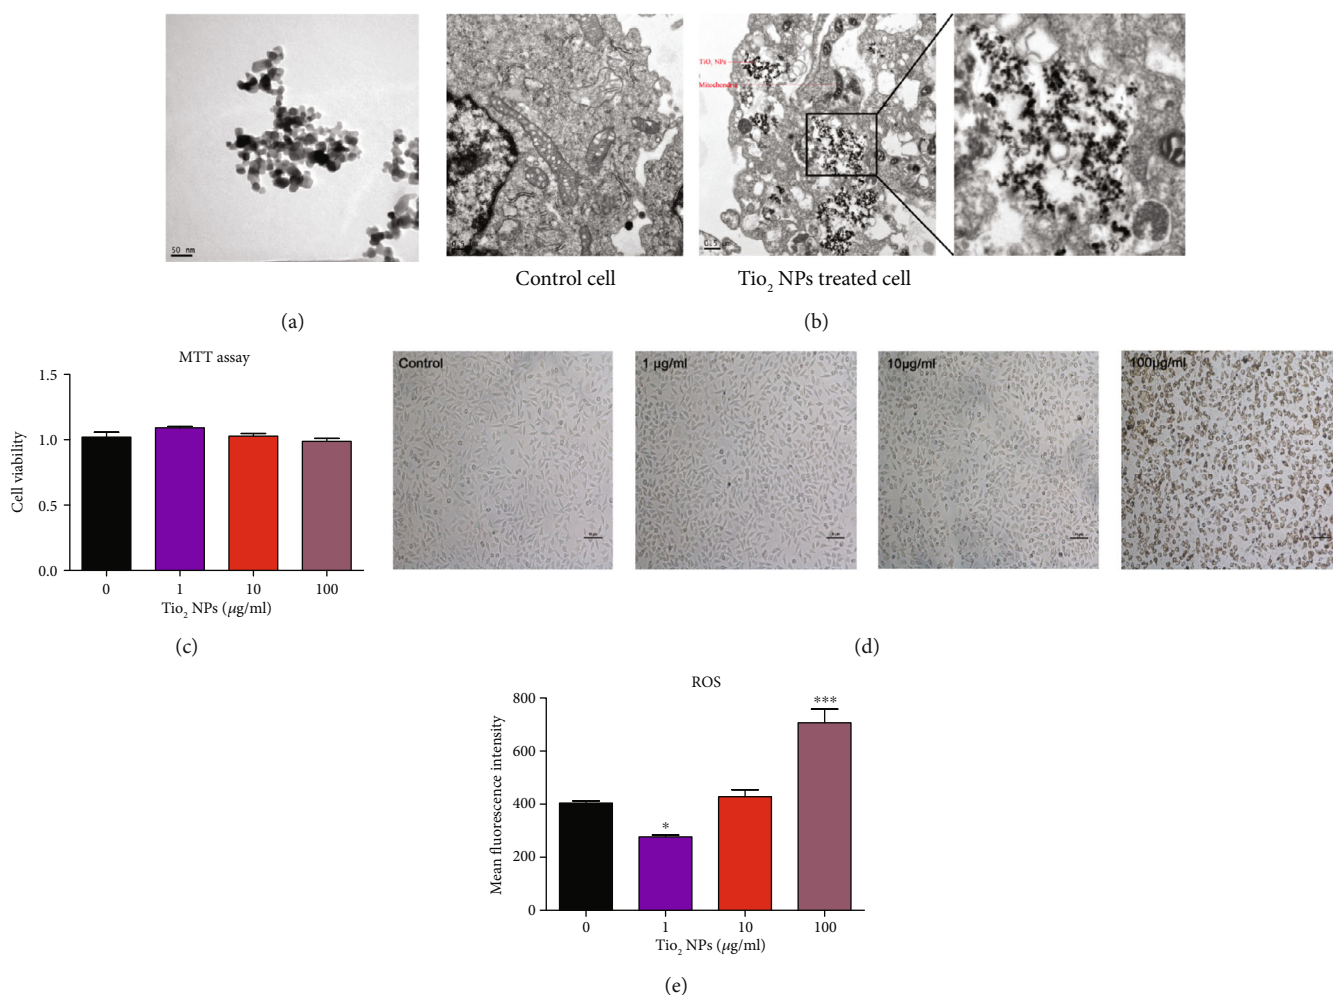 50 nm
TiO₂ NPs
Control cell
Tio₂ NPs treated cell
(a)
(b)
MTT assay
Cell viability
1.5
1.0
0.5
0.0
0
1
10
100
Tio₂ NPs (μg/ml)
(c)
Control
1 μg/ml
10μg/ml
100μg/ml
(d)
ROS
Mean fluorescence intensity
800
600
400
200
0
*
***
0
1
10
100
Tio₂ NPs (μg/ml)
(e)